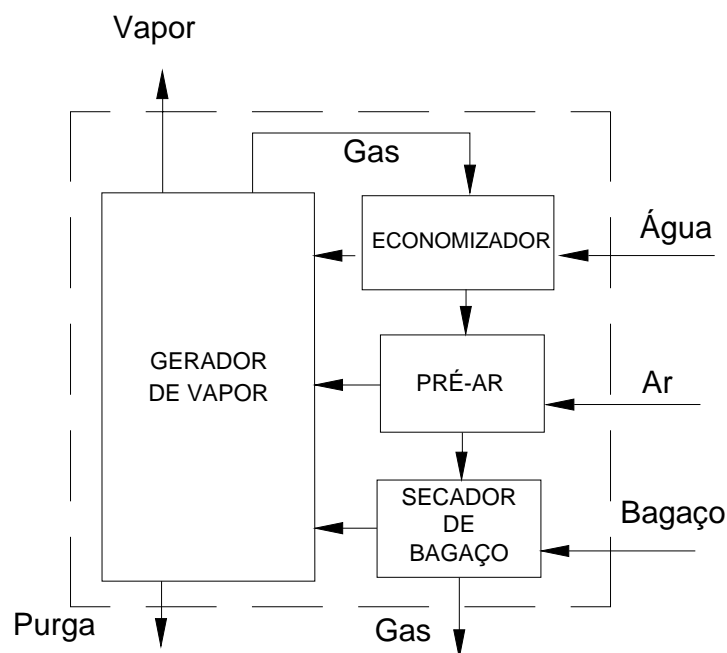 Vapor
Gas
ECONOMIZADOR
Água
GERADOR
DE VAPOR
PRÉ-AR
Ar
SECADOR
DE
BAGAÇO
Bagaço
Purga
Gas